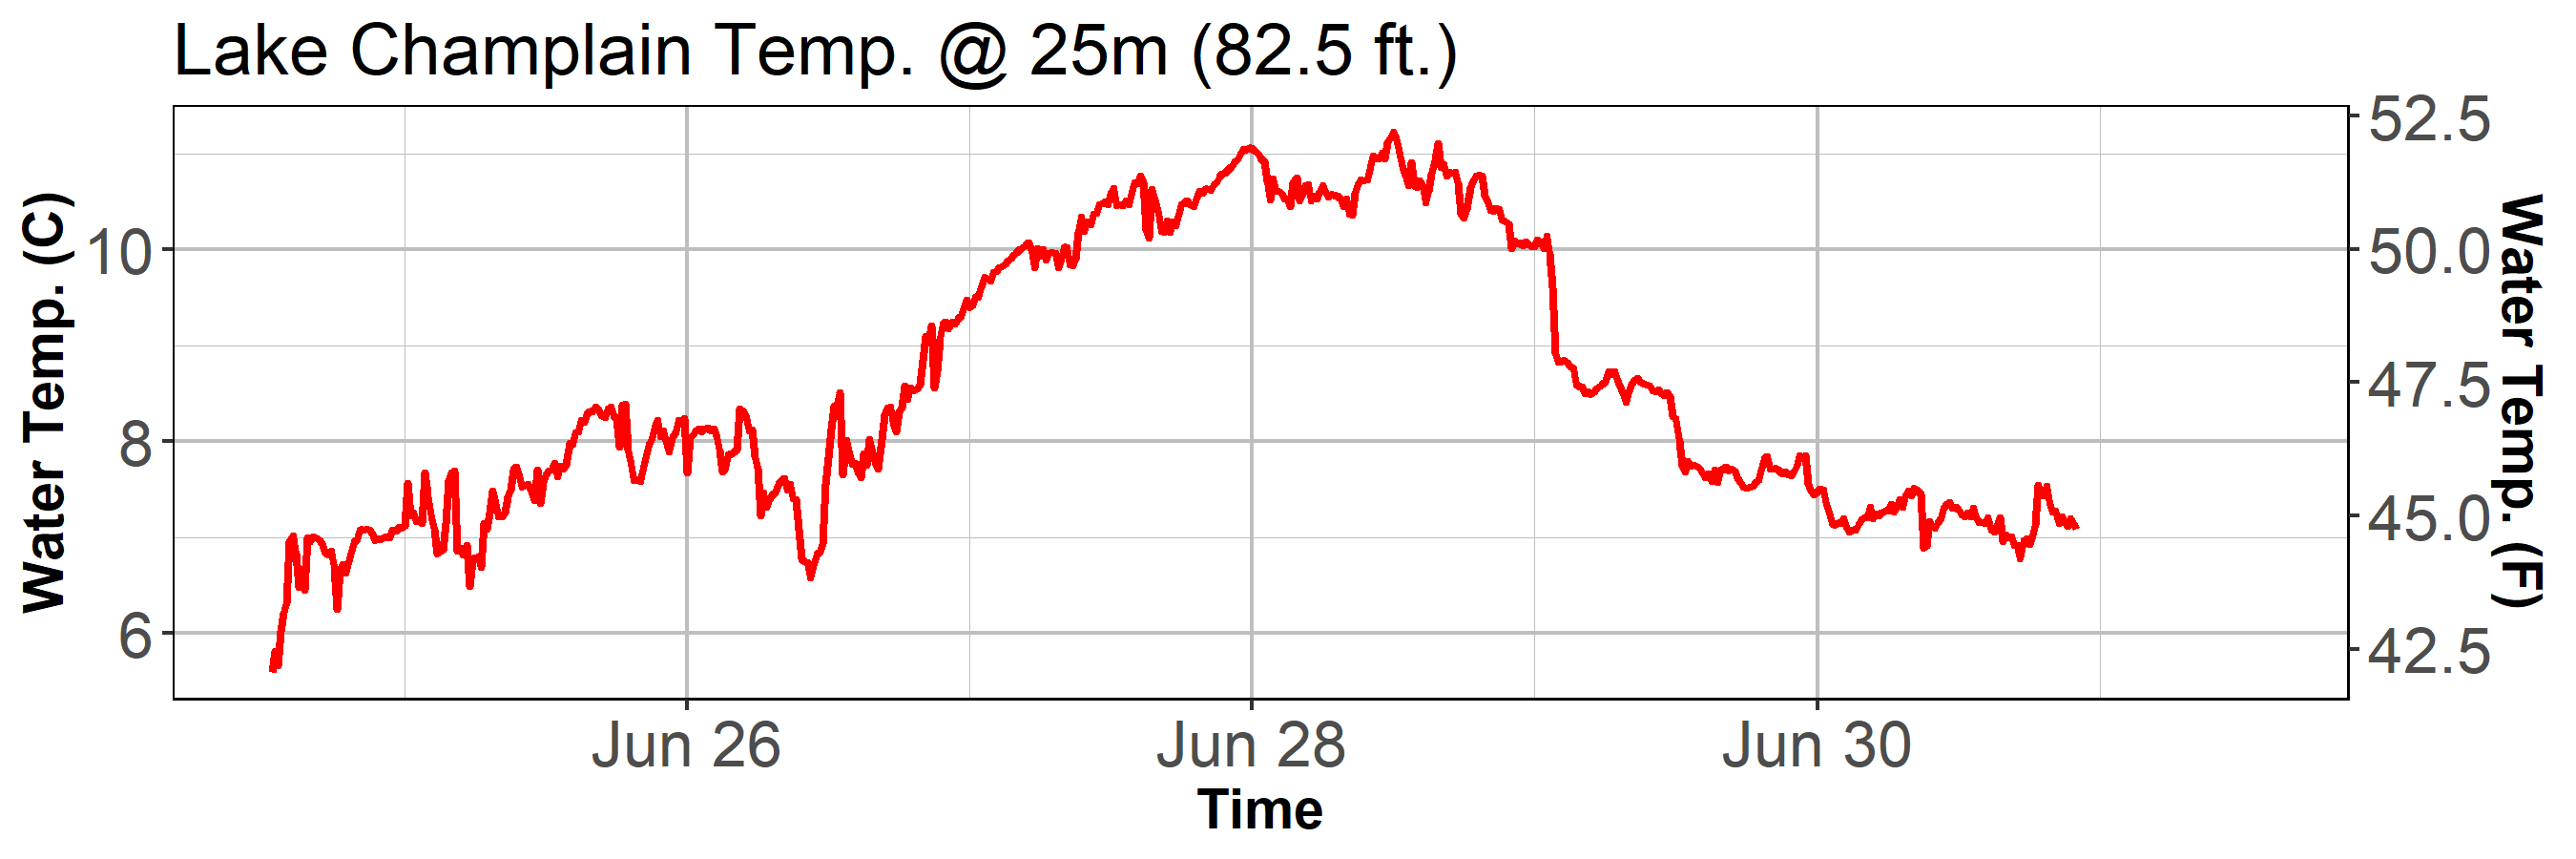 Lake Champlain Temp. @ 25m (82.5 ft.)
Water Temp. (C)
10
8
6
52.5
50.0
47.5
45.0
42.5
Water Temp. (F)
Jun 26 Jun 28 Jun 30
Time